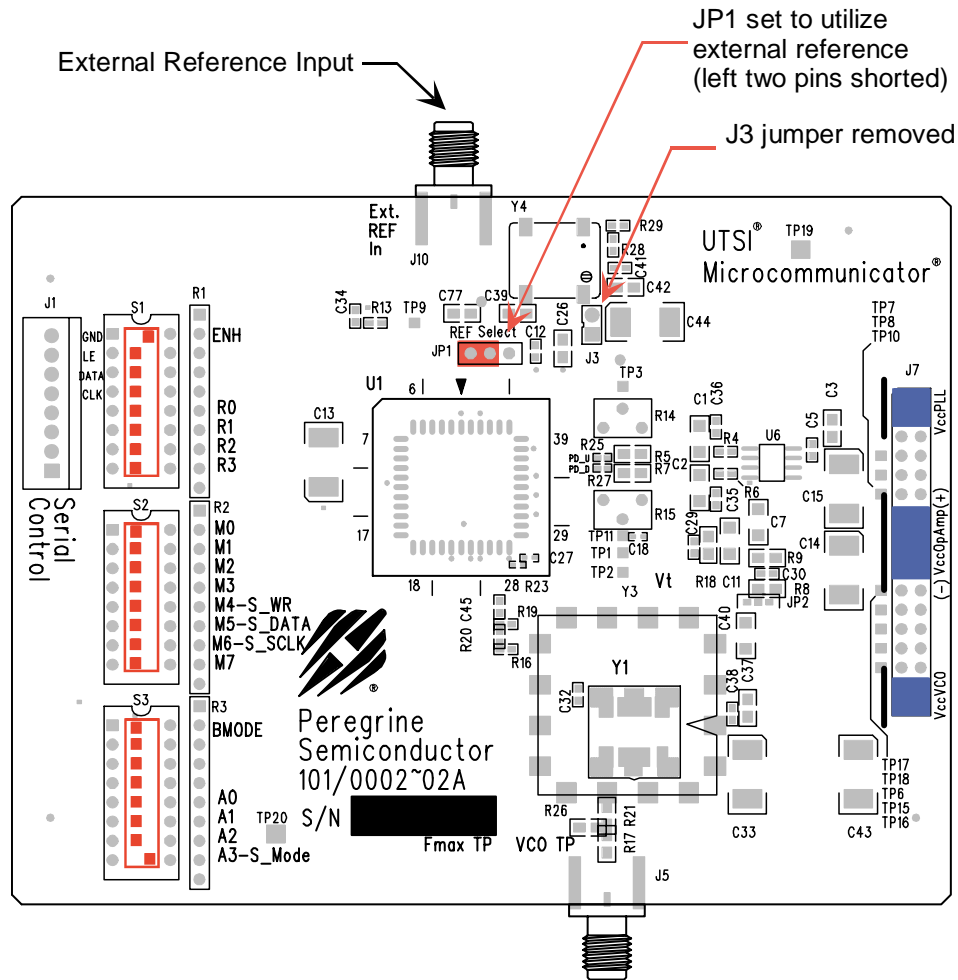 JP1 set to utilize
external reference
(left two pins shorted)
External Reference Input
J3 jumper removed
Ext.
REF
In
J10
Y4
R29
R28
C41
C42
UTSI®
Microcommunicator®
TP19
J1
S1
R1
GND
LE
DATA
CLK
ENH
R0
R1
R2
R3
C34
R13
TP9
C77
C39
REF Select
JP1
C12
C26
J3
C44
TP7
TP8
TP10
J7
VccPLL
U1
6
7
39
17
29
18
28
C13
TP3
R14
R25
PD_U
PD_D
R27
R5
R7
C2
C1
C36
R4
U6
C5
C3
R15
TP11
TP1
TP2
C18
C29
C35
R6
C7
C15
C14
VccOpAmp(+)
(-)
C27
R23
Vt
R18
C11
R9
C30
R8
JP2
Serial
Control
S2
R2
M0
M1
M2
M3
M4-S_WR
M5-S_DATA
M6-S_SCLK
M7
C45
R19
R20
R16
Y3
Y1
C32
C40
C37
C38
VccVCO
®
Peregrine
Semiconductor
101/0002~02A
S/N
S3
R3
BMODE
A0
A1
A2
A3-S_Mode
TP20
Fmax TP
VCO TP
R26
R21
R17
J5
C33
C43
TP17
TP18
TP6
TP15
TP16